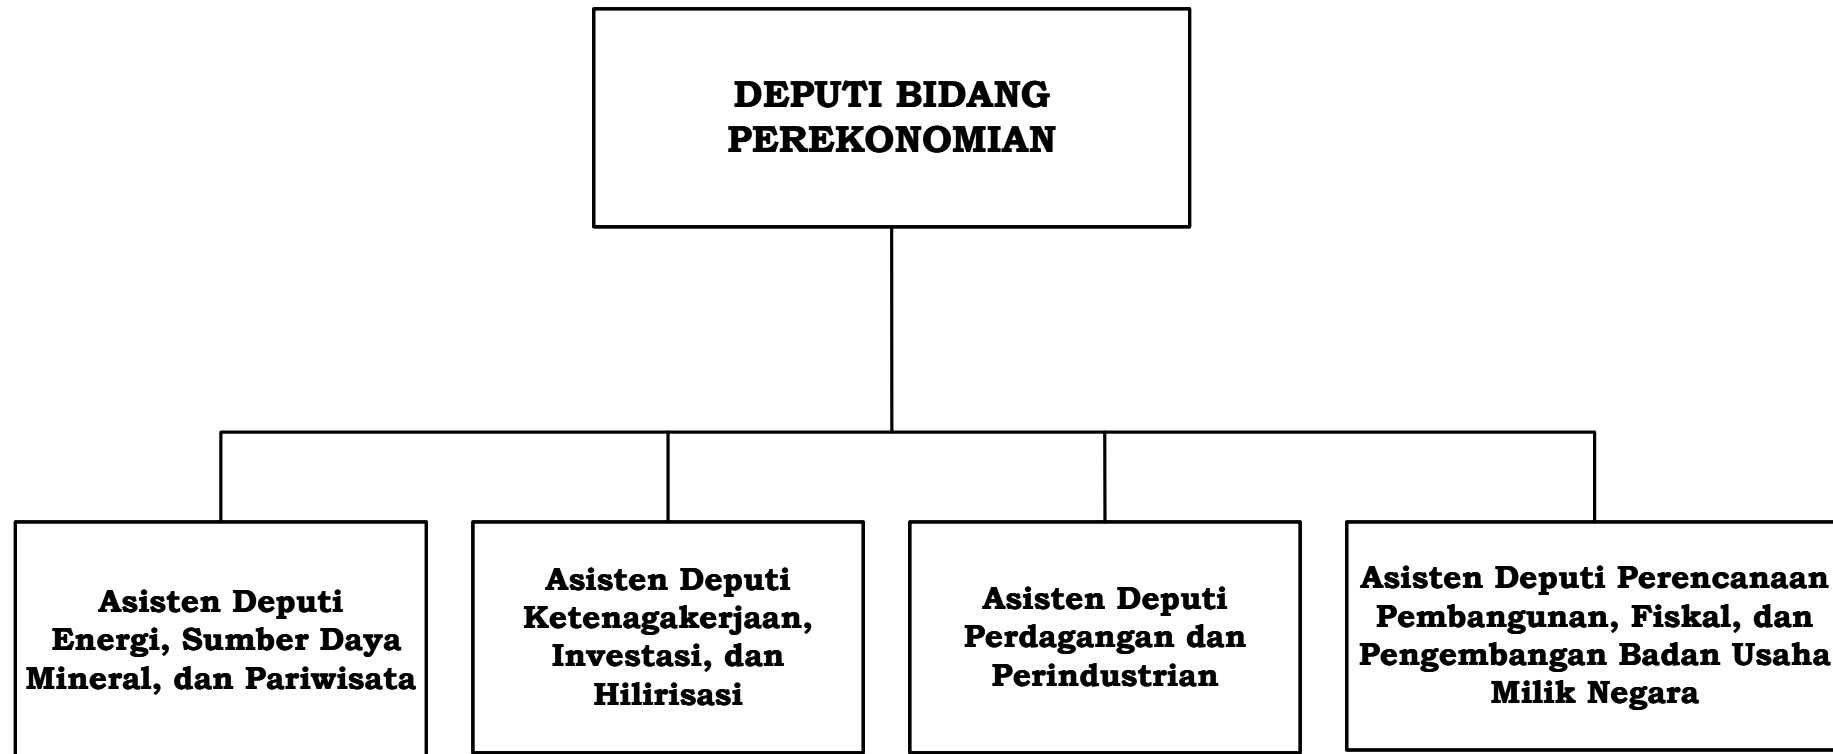 DEPUTI BIDANG
PEREKONOMIAN
Asisten Deputi
Energi, Sumber Daya
Mineral, dan Pariwisata
Asisten Deputi
Ketenagakerjaan,
Investasi, dan
Hilirisasi
Asisten Deputi
Perdagangan dan
Perindustrian
Asisten Deputi Perencanaan
Pembangunan, Fiskal, dan
Pengembangan Badan Usaha
Milik Negara